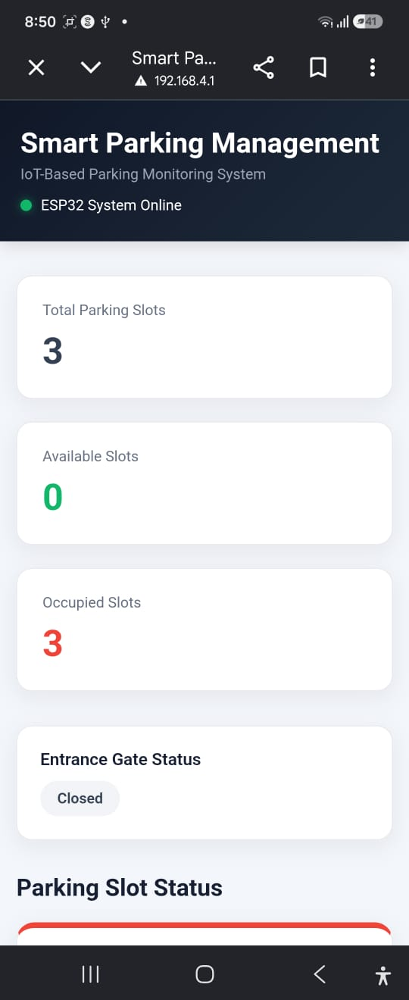 8:50
41
Smart Pa...
192.168.4.1
Smart Parking Management
IoT-Based Parking Monitoring System
ESP32 System Online
Total Parking Slots
3
Available Slots
0
Occupied Slots
3
Entrance Gate Status
Closed
Parking Slot Status